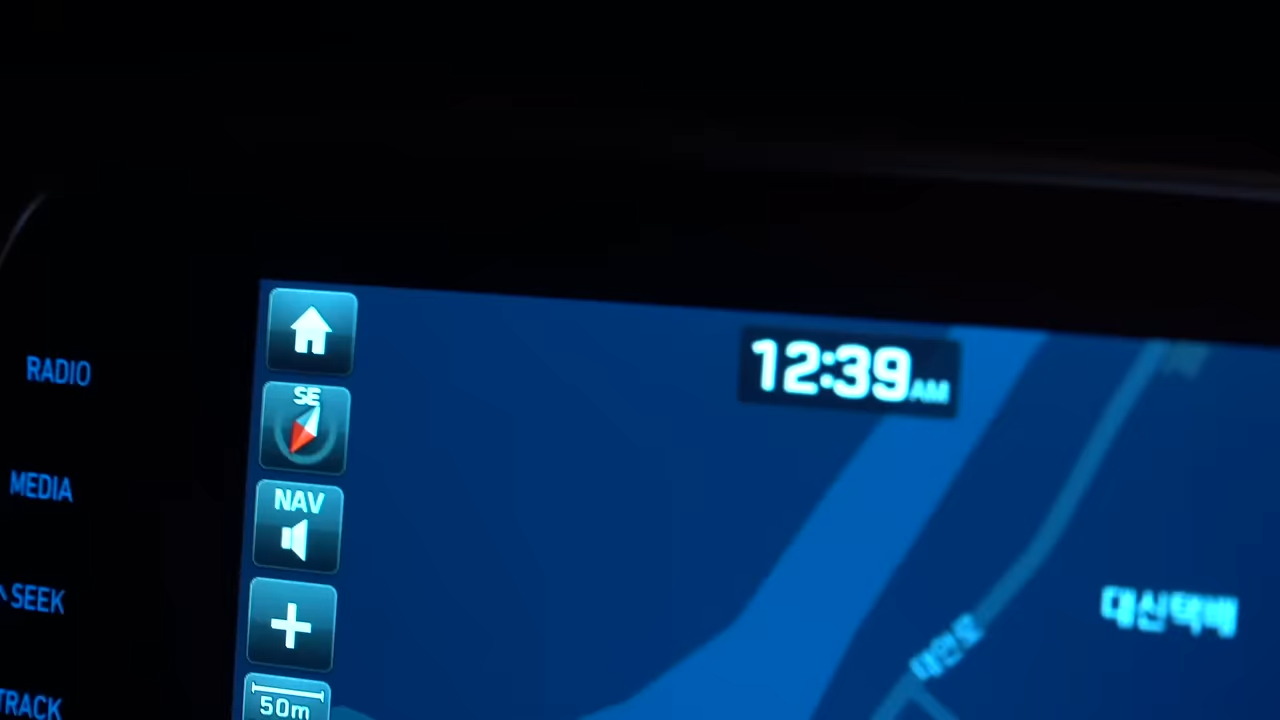 12:39 AM
RADIO
SE
MEDIA
NAV
SEEK
대신택배
TRACK
50m